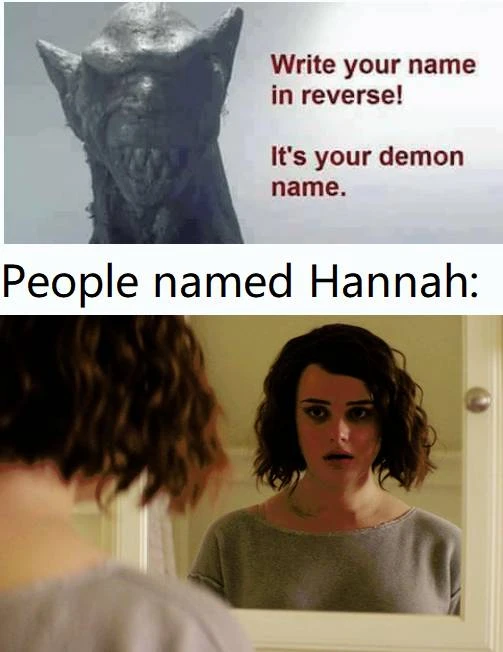 Write your name
in reverse!
It's your demon
name.
People named Hannah: